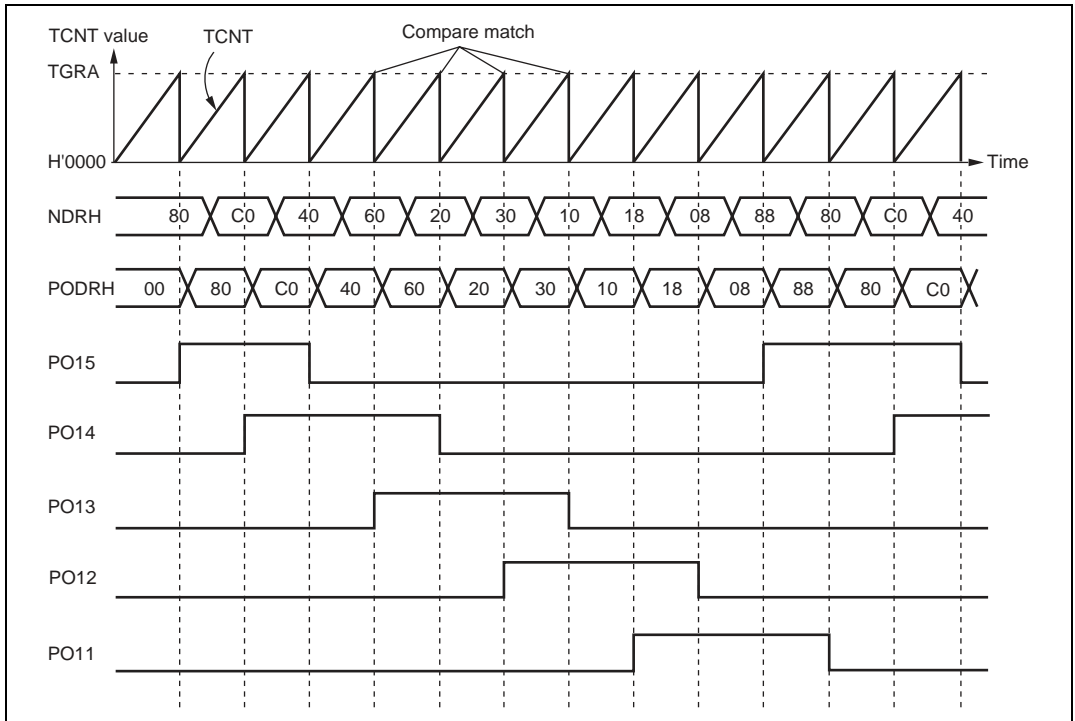 TCNT value TCNT Compare match
TGRA
H'0000 Time
NDRH 80 C0 40 60 20 30 10 18 08 88 80 C0 40
PODRH 00 80 C0 40 60 20 30 10 18 08 88 80 C0
PO15
PO14
PO13
PO12
PO11